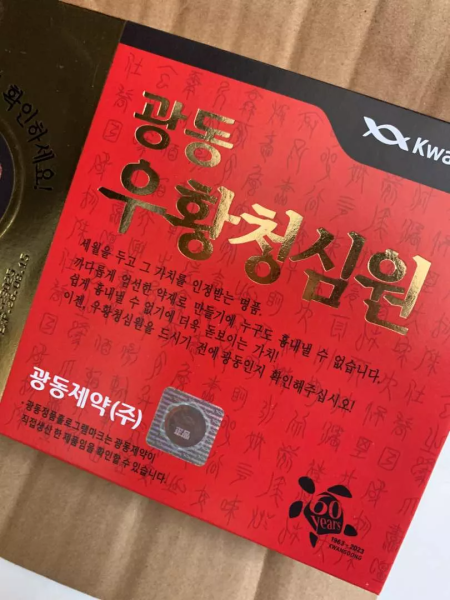 확인하세요!
Kwa
광동
우황청심원
세월을 두고 그 가치를 인정받는 명품.
까다롭게 엄선한 약재로 만들기에 누구도 흉내낼 수 없습니다.
쉽게 흉내낼 수 없기에 더욱 돋보이는 가치!
이젠, 우황청심원을 드시기 전에 광동인지 확인해주십시오!
광동제약(주)
正品
* 광동정품홀로그램마크는 광동제약이
직접생산 한 제품임을 확인할 수 있습니다.
60
years
1963-2023
KWANGDONG